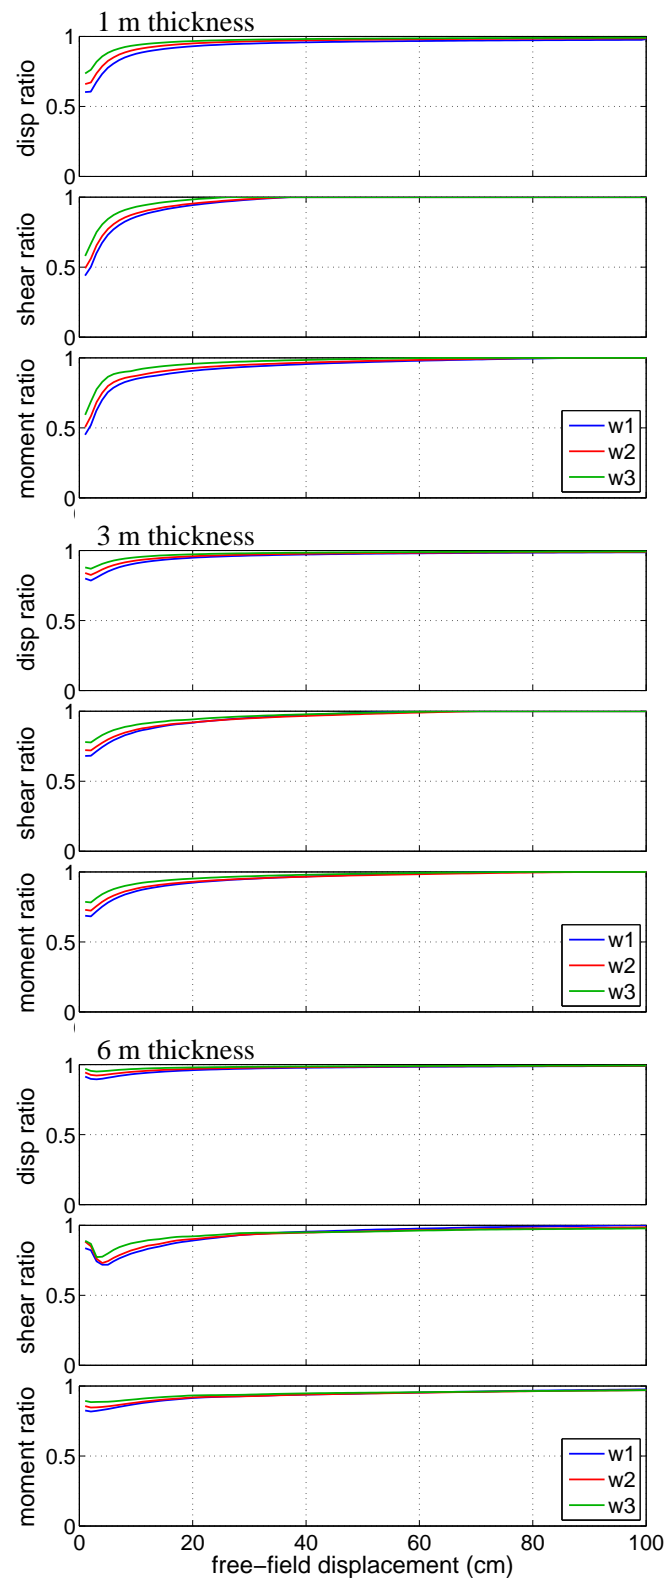 1 m thickness
1
0.5
0
disp ratio
1
0.5
0
shear ratio
1
0.5
0
moment ratio
w1
w2
w3
3 m thickness
1
0.5
0
disp ratio
1
0.5
0
shear ratio
1
0.5
0
moment ratio
w1
w2
w3
6 m thickness
1
0.5
0
disp ratio
1
0.5
0
shear ratio
1
0.5
0
moment ratio
w1
w2
w3
0 20 40 60 80 100
free−field displacement (cm)